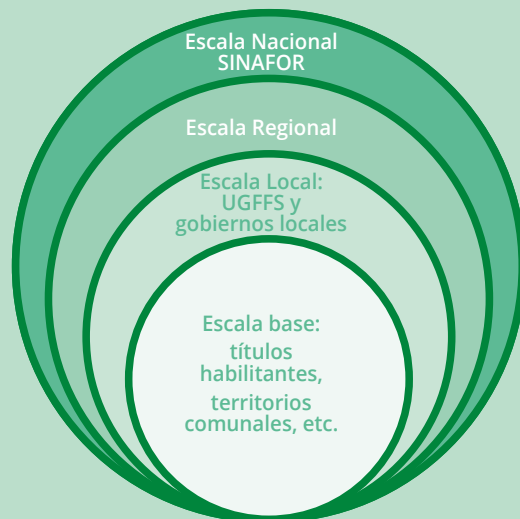 Escala Nacional
SINAFOR
Escala Regional
Escala Local:
UGFFS y
gobiernos locales
Escala base:
títulos
habilitantes,
territorios
comunales, etc.